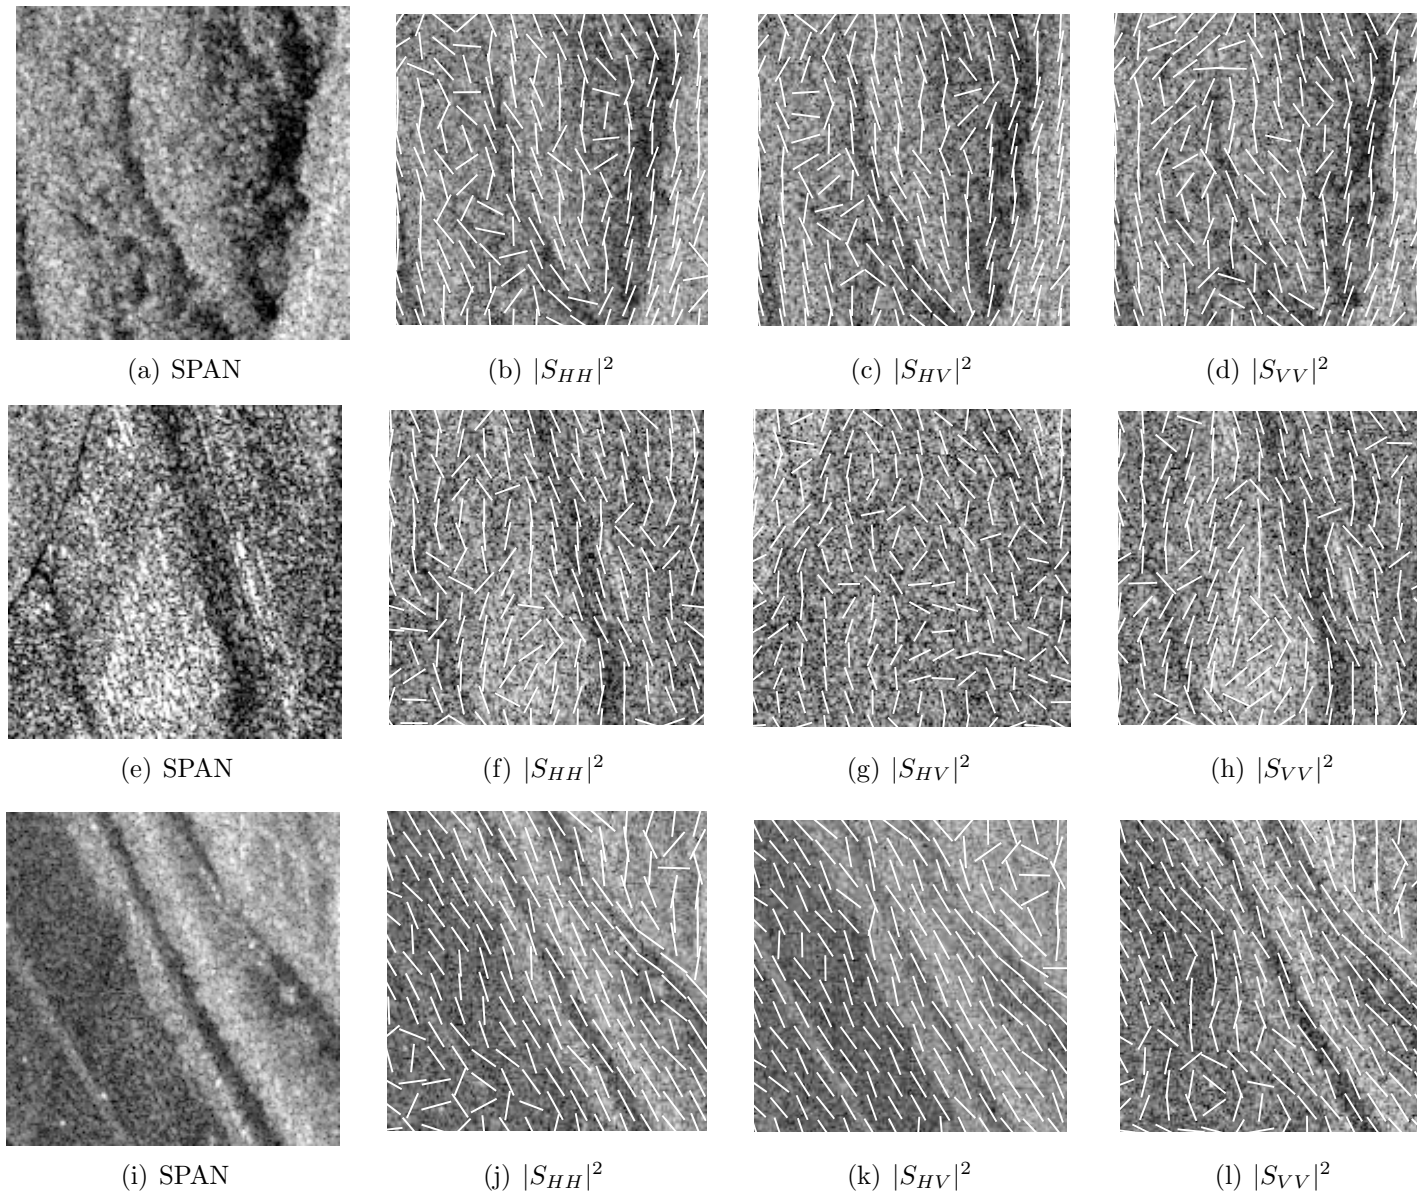 (a) SPAN (b) $|S_{HH}|^2$ (c) $|S_{HV}|^2$ (d) $|S_{VV}|^2$
(e) SPAN (f) $|S_{HH}|^2$ (g) $|S_{HV}|^2$ (h) $|S_{VV}|^2$
(i) SPAN (j) $|S_{HH}|^2$ (k) $|S_{HV}|^2$ (l) $|S_{VV}|^2$